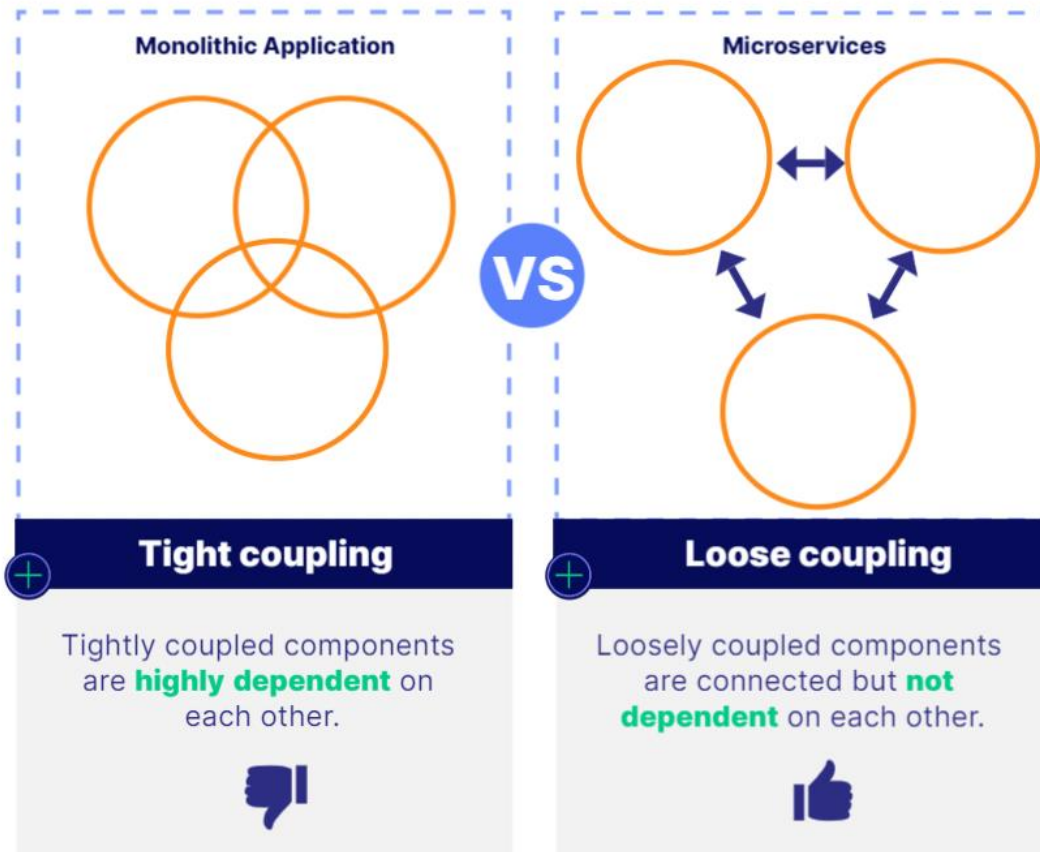 Monolithic Application
Microservices
VS
Tight coupling
Loose coupling
Tightly coupled components
are highly dependent on
each other.
Loosely coupled components
are connected but not
dependent on each other.